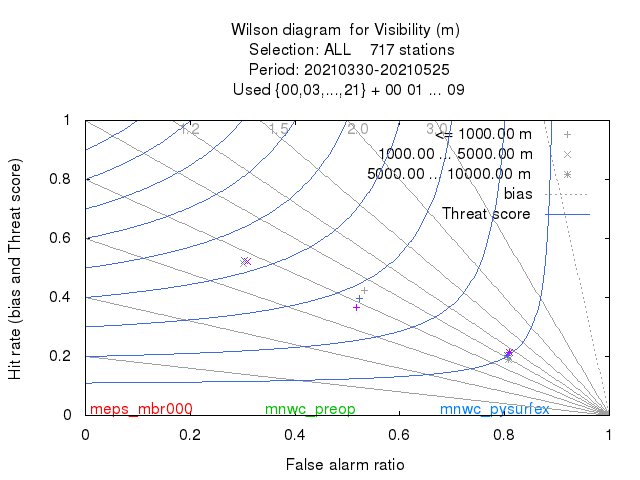 Wilson diagram  for Visibility (m)
Selection: ALL    717 stations
Period: 20210330-20210525
Used {00,03,...,21} + 00 01 ... 09
1.2 1.5 2.0 3.0
<= 1000.00 m
1000.00 ... 5000.00 m
5000.00 ... 10000.00 m
bias
Threat score
Hit rate (bias and Threat score)
1
0.8
0.6
0.4
0.2
0
meps_mbr000 mnwc_preop mnwc_pysurfex
0 0.2 0.4 0.6 0.8 1
False alarm ratio